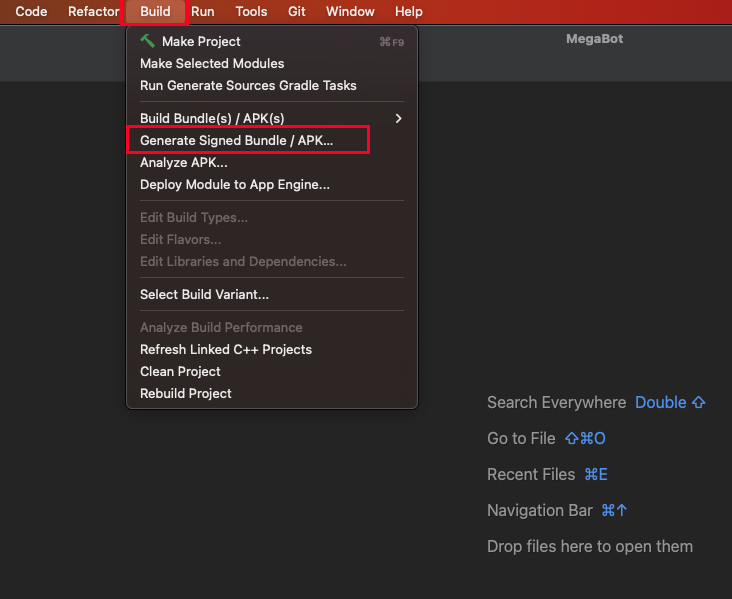 Code Refactor Build Run Tools Git Window Help
MegaBot
Make Project ⌘F9
Make Selected Modules
Run Generate Sources Gradle Tasks
Build Bundle(s) / APK(s)
Generate Signed Bundle / APK...
Analyze APK...
Deploy Module to App Engine...
Edit Build Types...
Edit Flavors...
Edit Libraries and Dependencies...
Select Build Variant...
Analyze Build Performance
Refresh Linked C++ Projects
Clean Project
Rebuild Project
Search Everywhere Double ⇧
Go to File ⇧⌘O
Recent Files ⌘E
Navigation Bar ⌘↑
Drop files here to open them